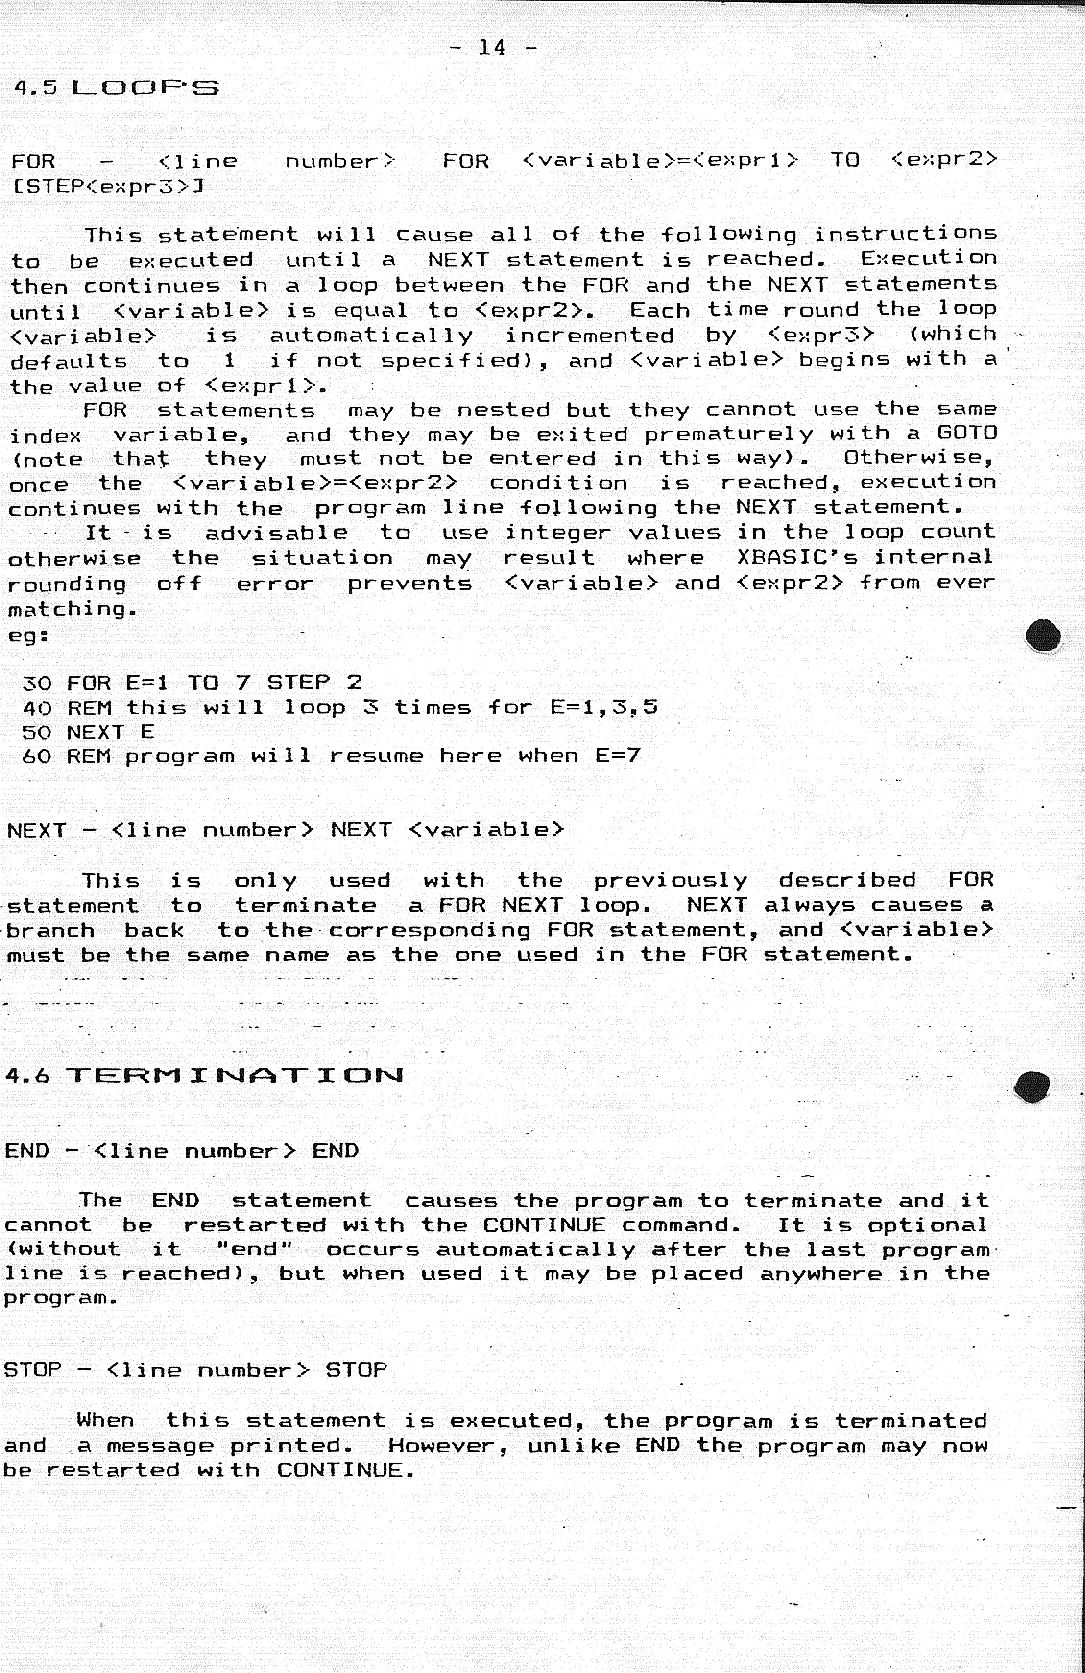 - 14 -
4.5 LOOPS
FOR - <line number> FOR <variable>=<expr1> TO <expr2>
[STEP<expr3>]
This statement will cause all of the following instructions
to be executed until a NEXT statement is reached. Execution
then continues in a loop between the FOR and the NEXT statements
until <variable> is equal to <expr2>. Each time round the loop
<variable> is automatically incremented by <expr3> (which
defaults to 1 if not specified), and <variable> begins with a
the value of <expr1>.
FOR statements may be nested but they cannot use the same
index variable, and they may be exited prematurely with a GOTO
(note that they must not be entered in this way). Otherwise,
once the <variable>=<expr2> condition is reached, execution
continues with the program line following the NEXT statement.
It is advisable to use integer values in the loop count
otherwise the situation may result where XBASIC's internal
rounding off error prevents <variable> and <expr2> from ever
matching.
eg:
30 FOR E=1 TO 7 STEP 2
40 REM this will loop 3 times for E=1,3,5
50 NEXT E
60 REM program will resume here when E=7
NEXT - <line number> NEXT <variable>
This is only used with the previously described FOR
statement to terminate a FOR NEXT loop. NEXT always causes a
branch back to the corresponding FOR statement, and <variable>
must be the same name as the one used in the FOR statement.
4.6 TERMINATION
END - <line number> END
The END statement causes the program to terminate and it
cannot be restarted with the CONTINUE command. It is optional
(without it "end" occurs automatically after the last program
line is reached), but when used it may be placed anywhere in the
program.
STOP - <line number> STOP
When this statement is executed, the program is terminated
and a message printed. However, unlike END the program may now
be restarted with CONTINUE.